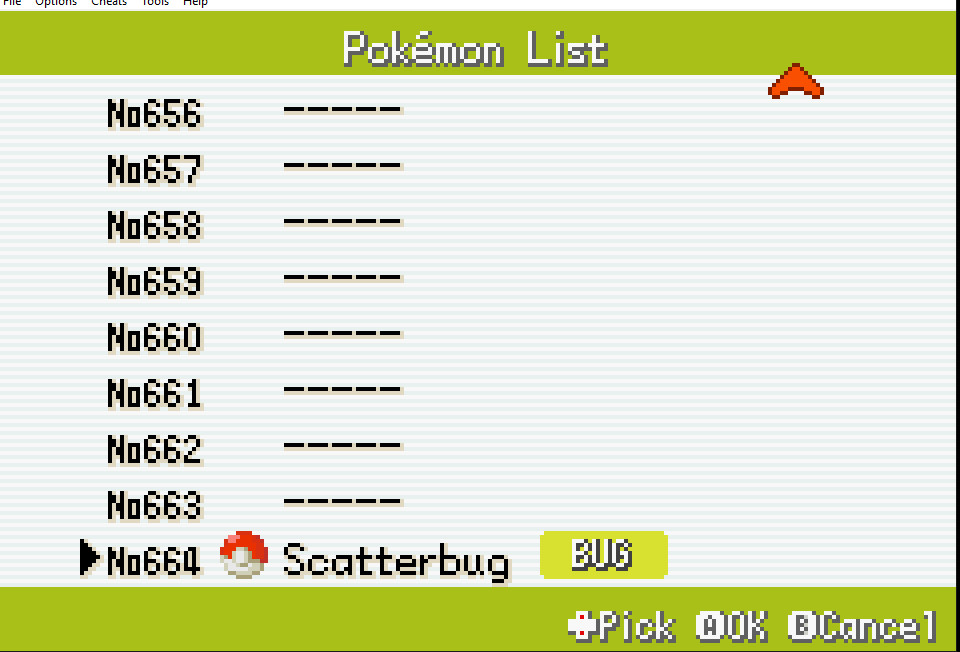 File Options Cheats Tools Help
Pokémon List
No656 -----
No657 -----
No658 -----
No659 -----
No660 -----
No661 -----
No662 -----
No663 -----
No664 Scatterbug BUG
Pick A OK B Cancel